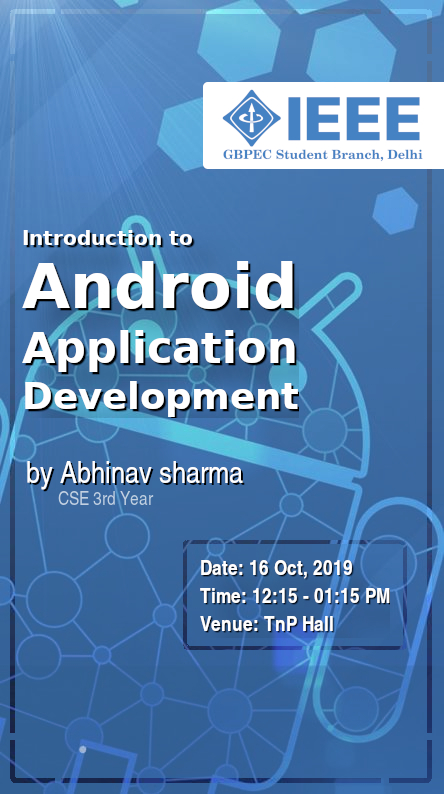 IEEE
GBPEC Student Branch, Delhi
Introduction to
Android
Application
Development
by Abhinav sharma
CSE 3rd Year
Date: 16 Oct, 2019
Time: 12:15 - 01:15 PM
Venue: TnP Hall